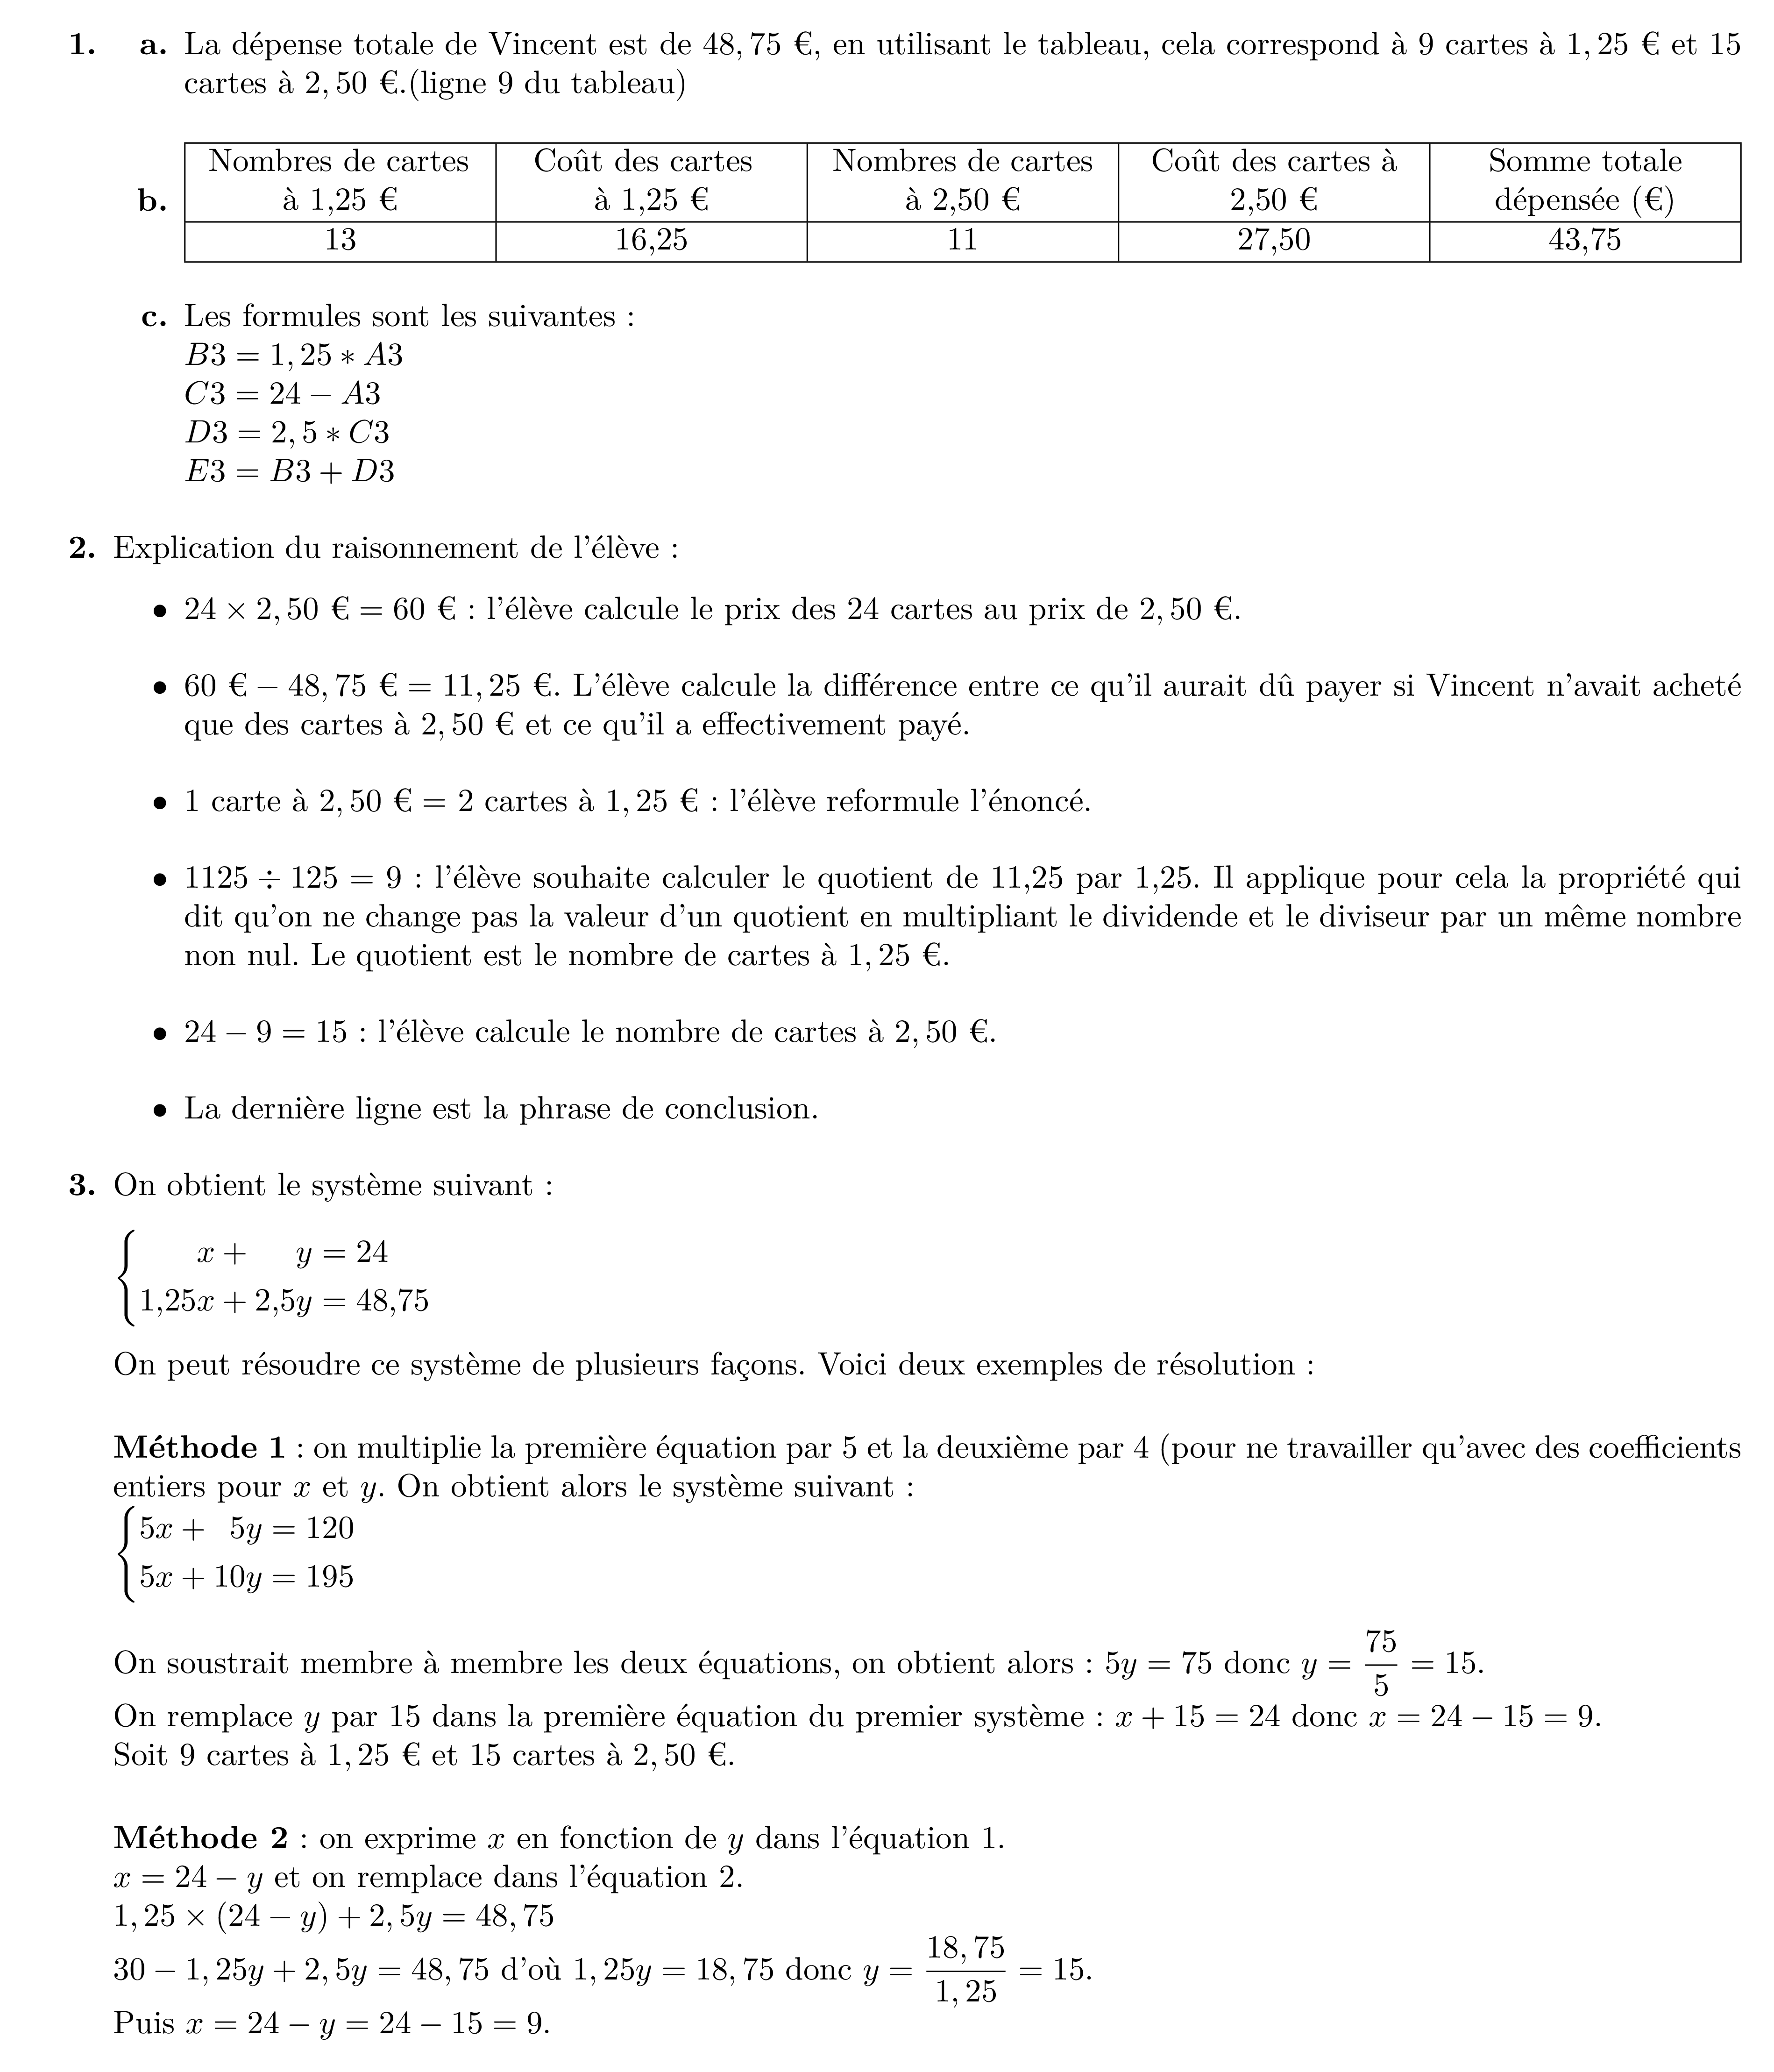 1. a. La dépense totale de Vincent est de 48, 75 €, en utilisant le tableau, cela correspond à 9 cartes à 1, 25 € et 15
cartes à 2, 50 €.(ligne 9 du tableau)
b.
Nombres de cartes à 1,25 € | Coût des cartes à 1,25 € | Nombres de cartes à 2,50 € | Coût des cartes à 2,50 € | Somme totale dépensée (€)
13 | 16,25 | 11 | 27,50 | 43,75
c. Les formules sont les suivantes :
B3 = 1, 25 ∗ A3
C3 = 24 − A3
D3 = 2, 5 ∗ C3
E3 = B3 + D3
2. Explication du raisonnement de l'élève :
• 24 × 2, 50 € = 60 € : l'élève calcule le prix des 24 cartes au prix de 2, 50 €.
• 60 € − 48, 75 € = 11, 25 €. L'élève calcule la différence entre ce qu'il aurait dû payer si Vincent n'avait acheté
que des cartes à 2, 50 € et ce qu'il a effectivement payé.
• 1 carte à 2, 50 € = 2 cartes à 1, 25 € : l'élève reformule l'énoncé.
• 1125 ÷ 125 = 9 : l'élève souhaite calculer le quotient de 11,25 par 1,25. Il applique pour cela la propriété qui
dit qu'on ne change pas la valeur d'un quotient en multipliant le dividende et le diviseur par un même nombre
non nul. Le quotient est le nombre de cartes à 1, 25 €.
• 24 − 9 = 15 : l'élève calcule le nombre de cartes à 2, 50 €.
• La dernière ligne est la phrase de conclusion.
3. On obtient le système suivant :
{ x + y = 24
1,25x + 2,5y = 48,75
On peut résoudre ce système de plusieurs façons. Voici deux exemples de résolution :
Méthode 1 : on multiplie la première équation par 5 et la deuxième par 4 (pour ne travailler qu'avec des coefficients
entiers pour x et y. On obtient alors le système suivant :
{ 5x + 5y = 120
5x + 10y = 195
On soustrait membre à membre les deux équations, on obtient alors : 5y = 75 donc y = 75/5 = 15.
On remplace y par 15 dans la première équation du premier système : x + 15 = 24 donc x = 24 − 15 = 9.
Soit 9 cartes à 1, 25 € et 15 cartes à 2, 50 €.
Méthode 2 : on exprime x en fonction de y dans l'équation 1.
x = 24 − y et on remplace dans l'équation 2.
1, 25 × (24 − y) + 2, 5y = 48, 75
30 − 1, 25y + 2, 5y = 48, 75 d'où 1, 25y = 18, 75 donc y = 18, 75/1, 25 = 15.
Puis x = 24 − y = 24 − 15 = 9.